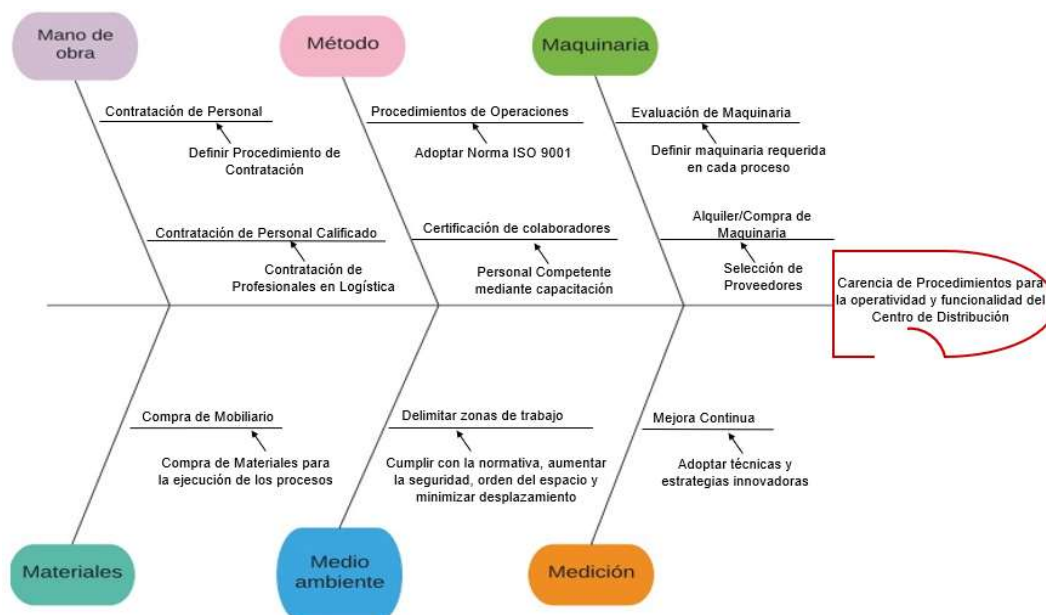 Mano de
obra
Método
Maquinaria
Contratación de Personal
Definir Procedimiento de
Contratación
Procedimientos de Operaciones
Adoptar Norma ISO 9001
Evaluación de Maquinaria
Definir maquinaria requerida
en cada proceso
Contratación de Personal Calificado
Contratación de
Profesionales en Logística
Certificación de colaboradores
Personal Competente
mediante capacitación
Alquiler/Compra de
Maquinaria
Selección de
Proveedores
Carencia de Procedimientos para
la operatividad y funcionalidad del
Centro de Distribución
Compra de Mobiliario
Compra de Materiales para
la ejecución de los procesos
Delimitar zonas de trabajo
Cumplir con la normativa, aumentar
la seguridad, orden del espacio y
minimizar desplazamiento
Mejora Continua
Adoptar técnicas y
estrategias innovadoras
Materiales
Medio
ambiente
Medición